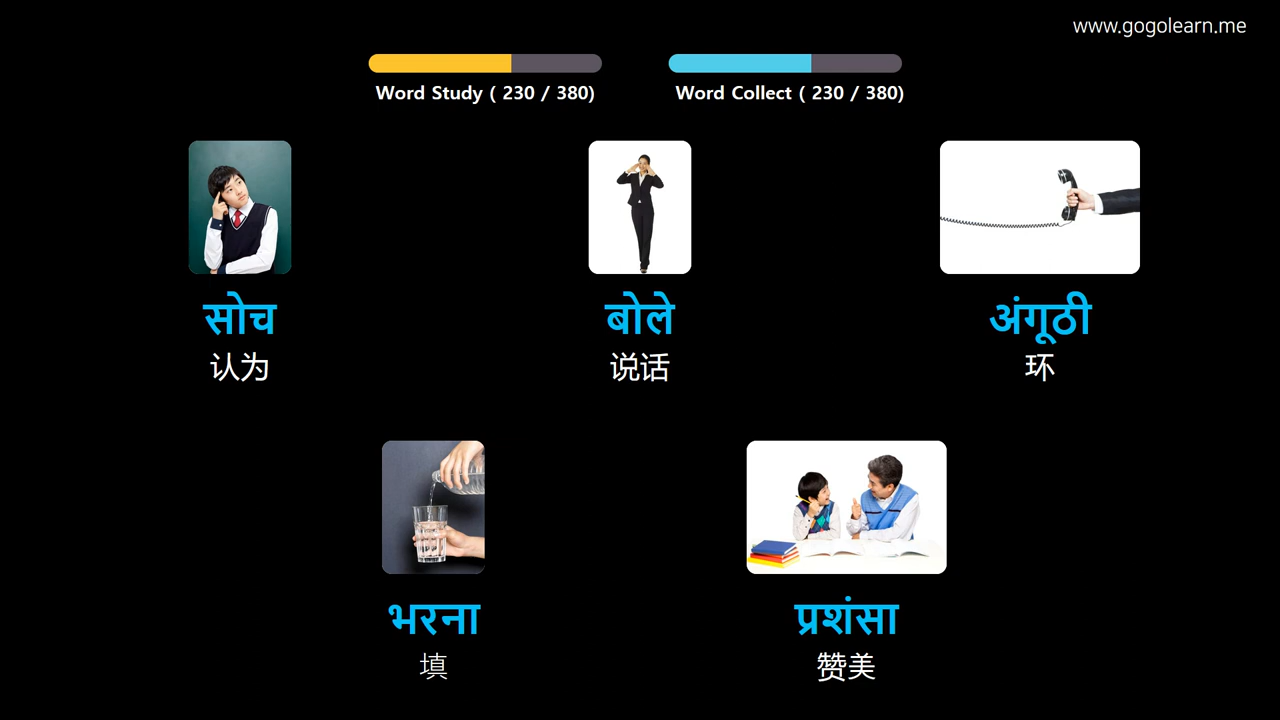 www.gogolearn.me
Word Study ( 230 / 380)
Word Collect ( 230 / 380)
सोच
认为
बोले
说话
अंगूठी
环
भरना
填
प्रशंसा
赞美